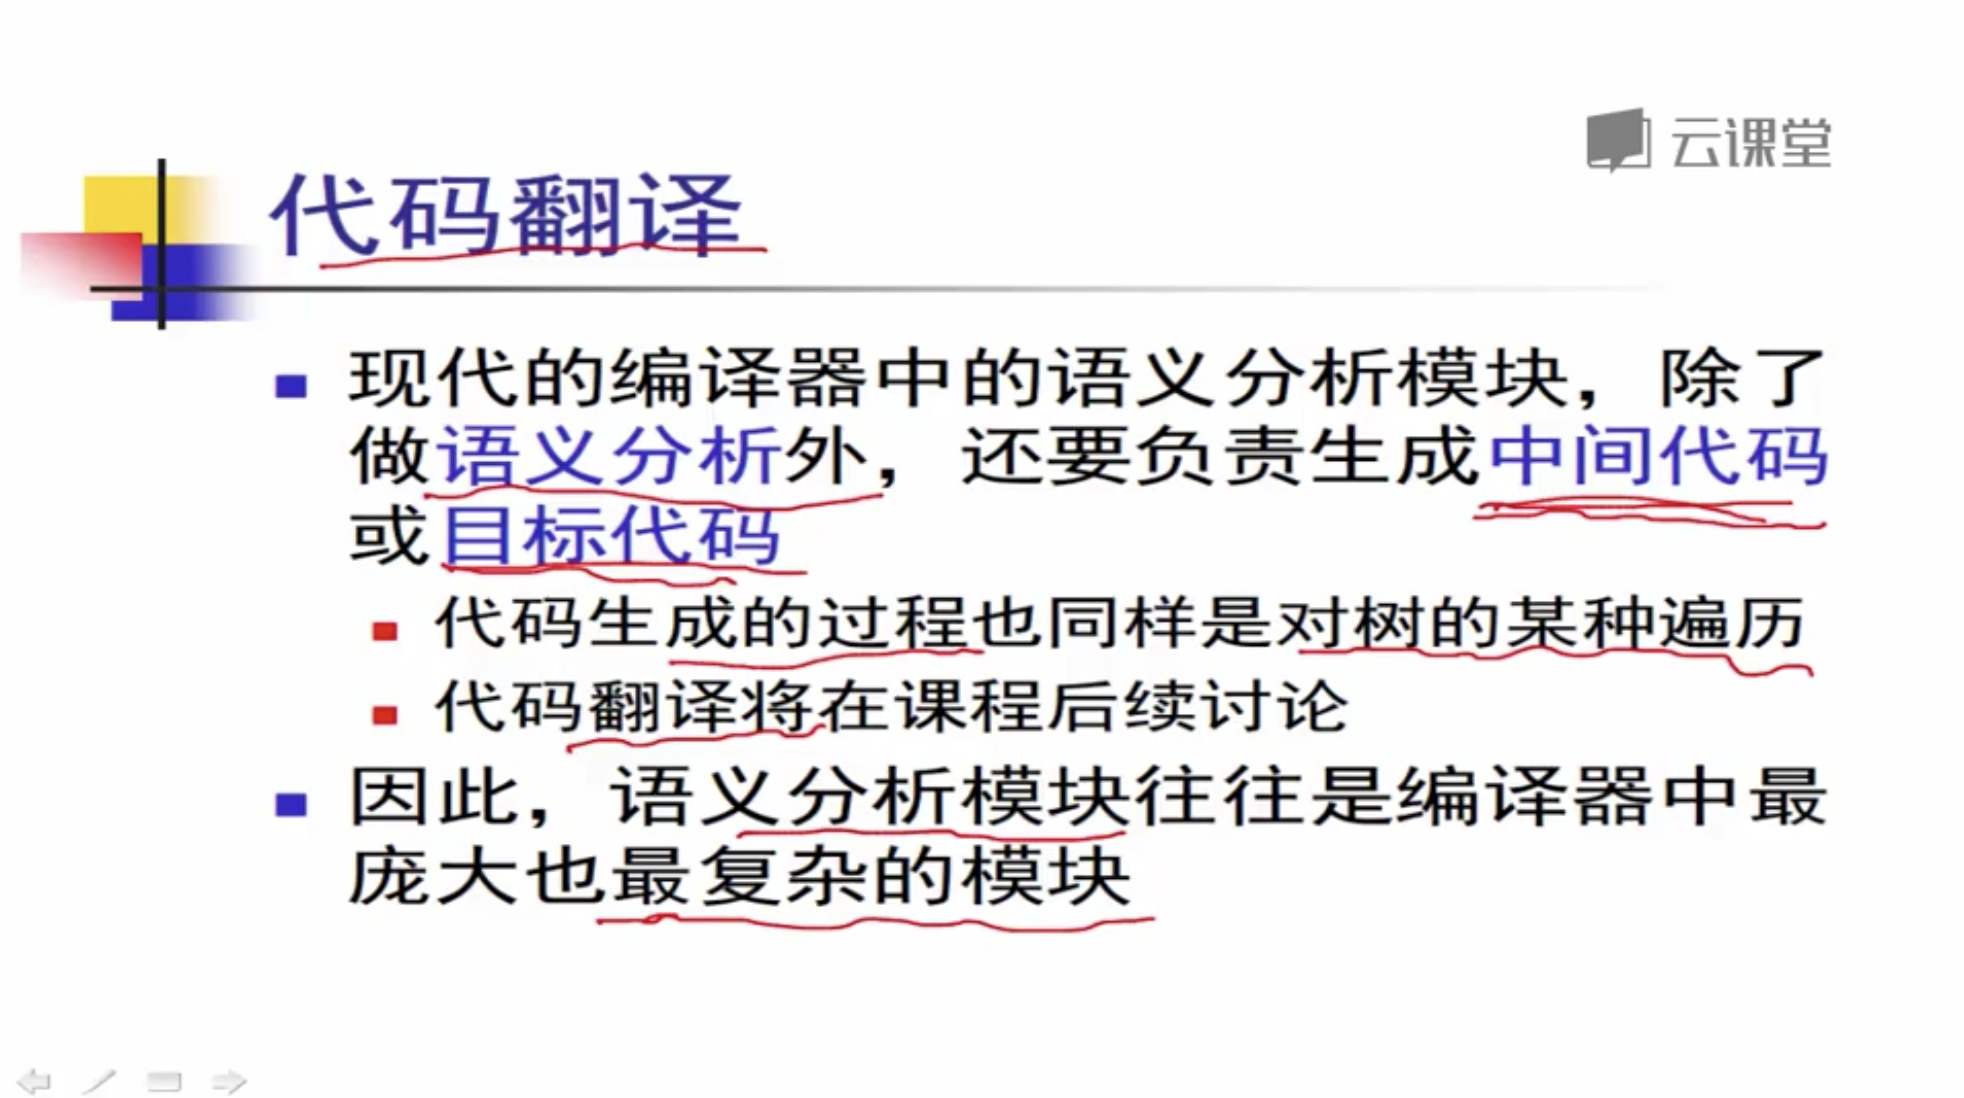 云课堂
代码翻译
现代的编译器中的语义分析模块，除了
做语义分析外，还要负责生成中间代码
或目标代码
代码生成的过程也同样是对树的某种遍历
代码翻译将在课程后续讨论
因此，语义分析模块往往是编译器中最
庞大也最复杂的模块